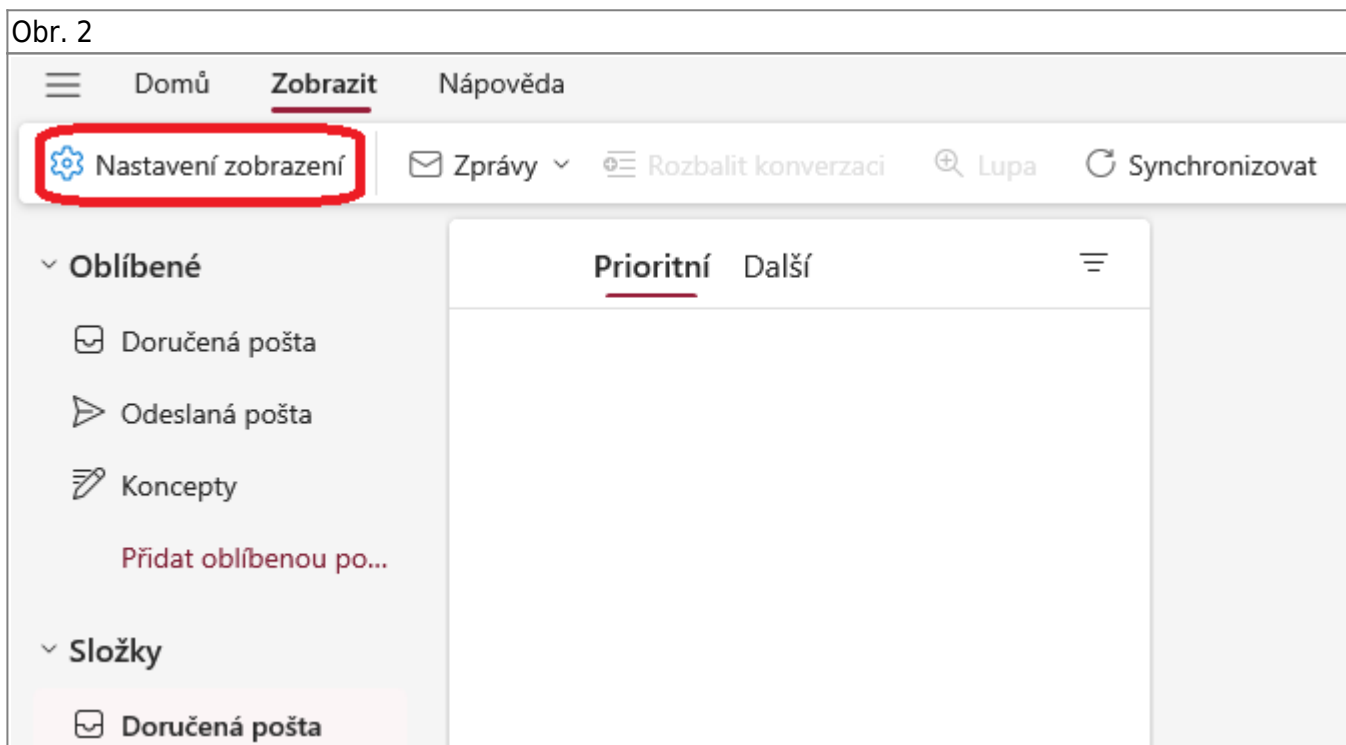 Obr. 2
Domů Zobrazit Nápověda
Nastavení zobrazení Zprávy Rozbalit konverzaci Lupa Synchronizovat
Oblíbené
Prioritní Další
Doručená pošta
Odeslaná pošta
Koncepty
Přidat oblíbenou po...
Složky
Doručená pošta